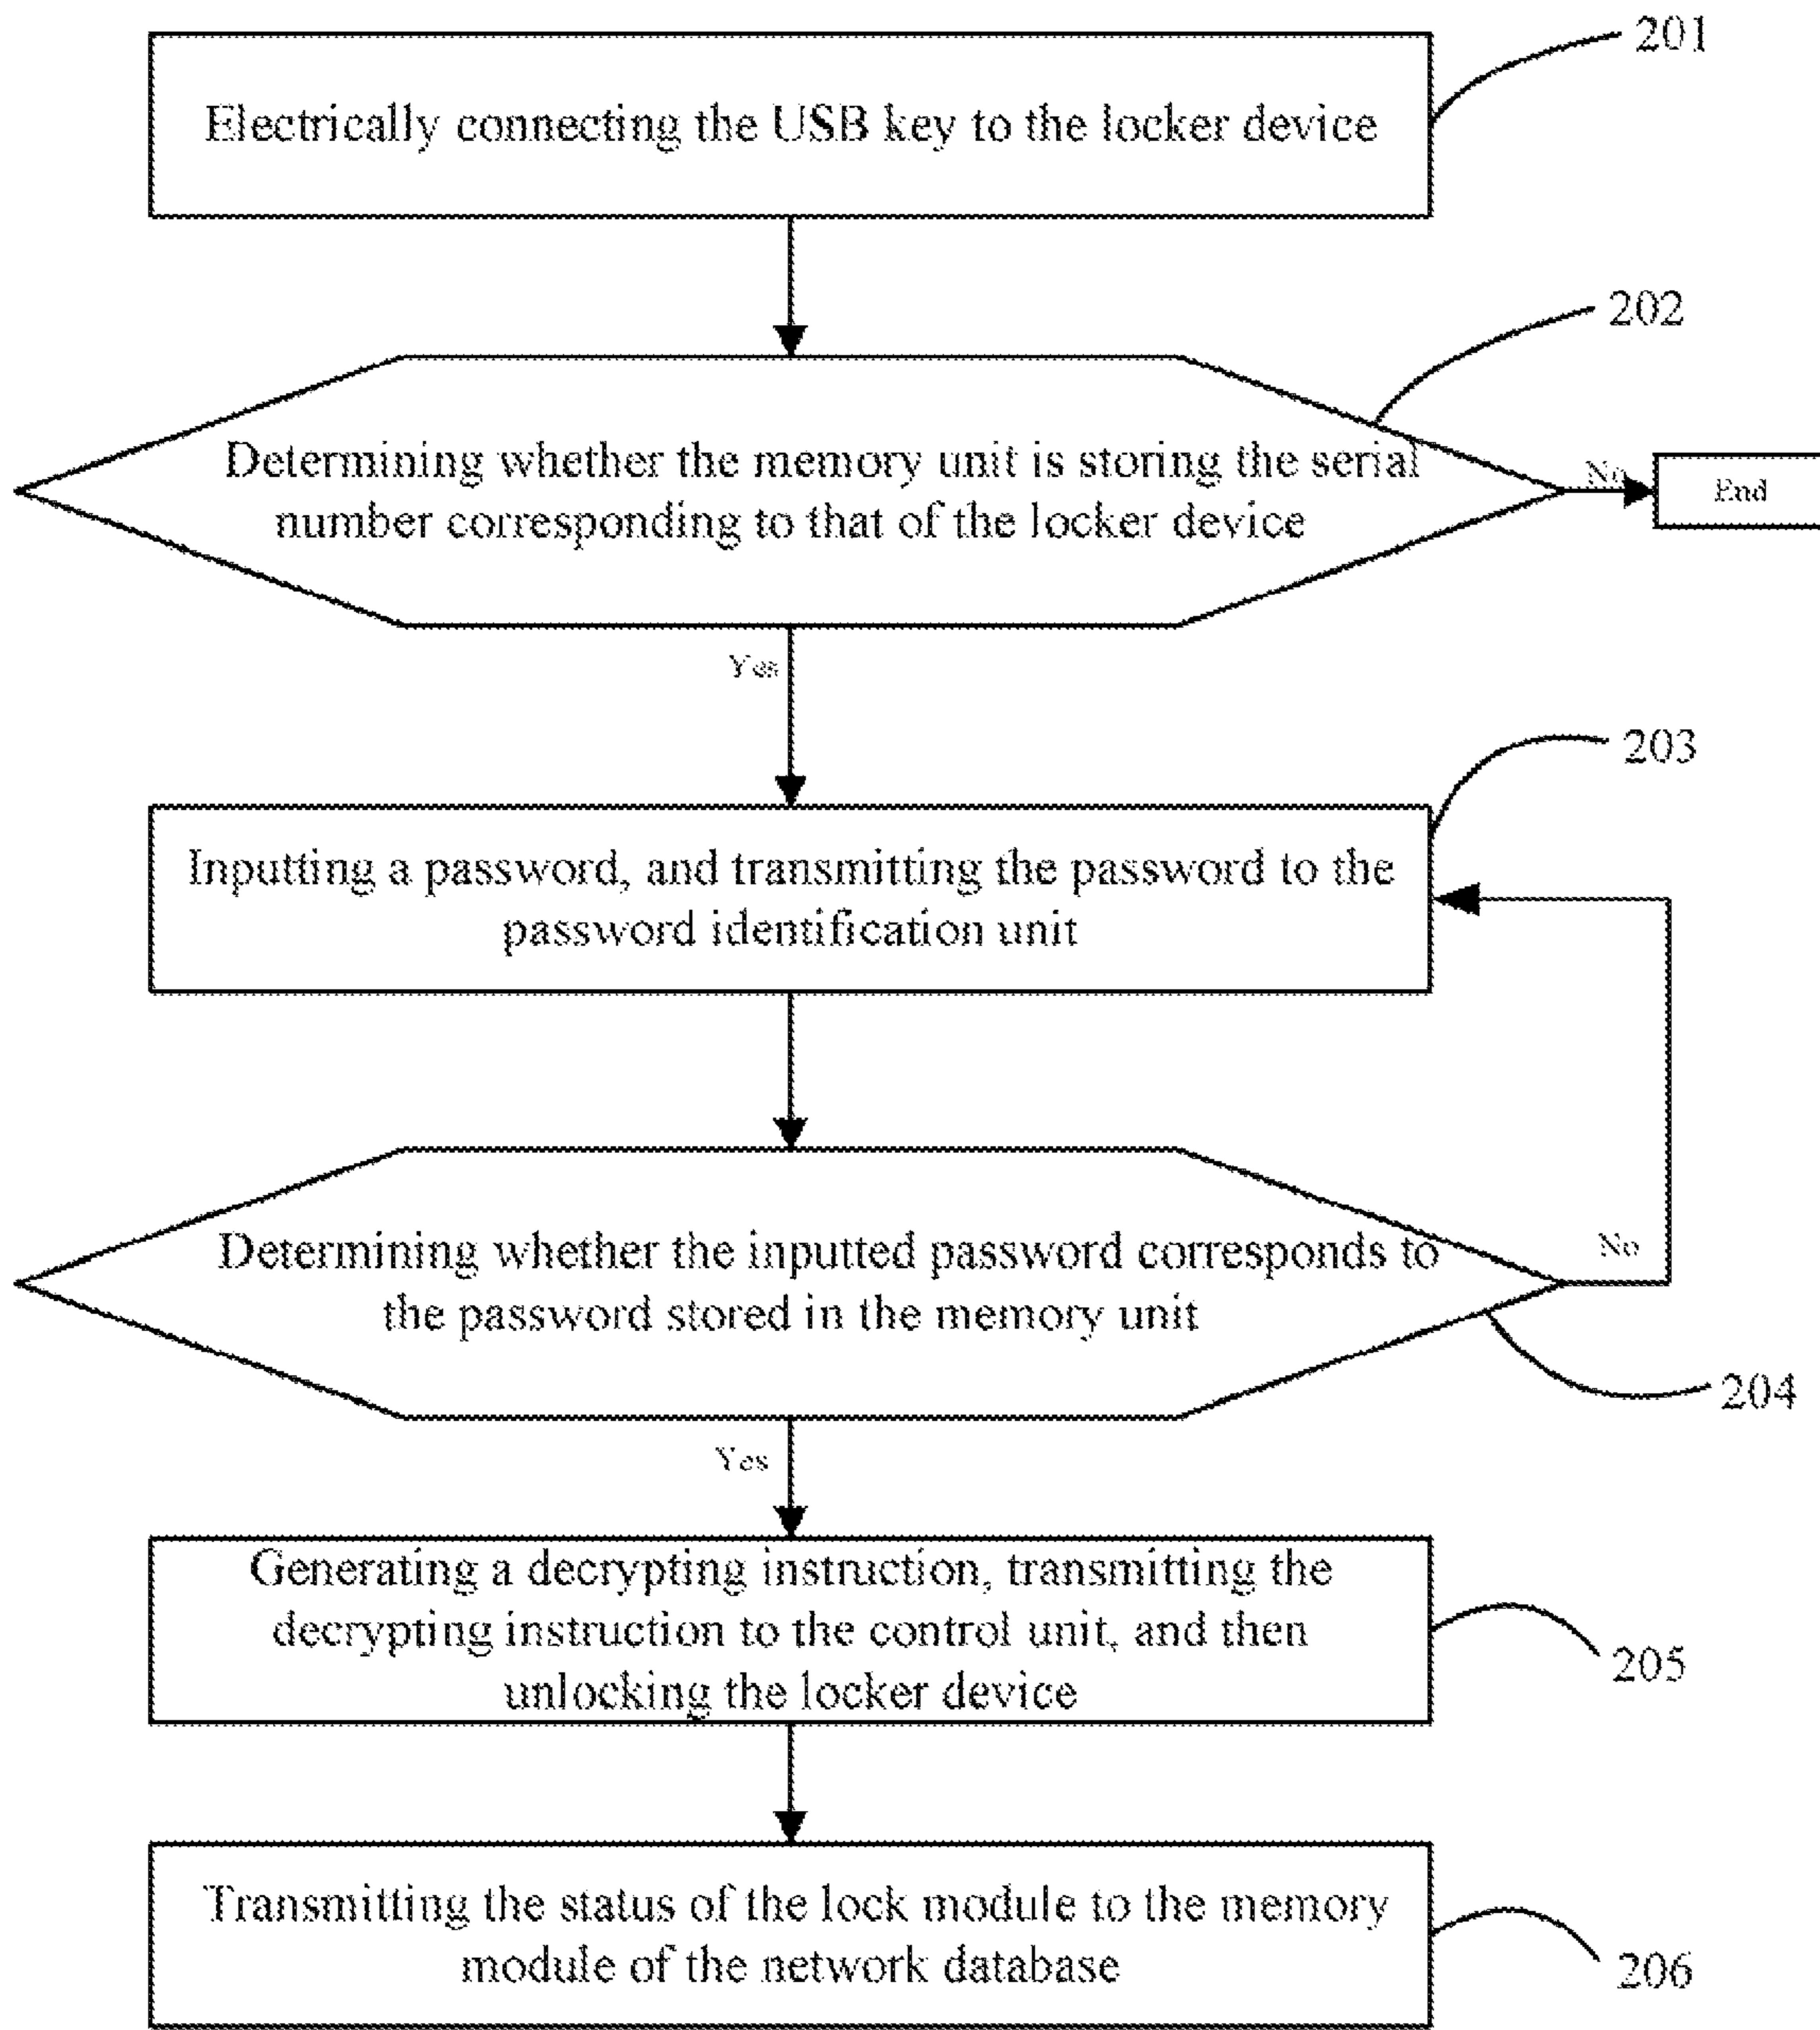 201
Electrically connecting the USB key to the locker device
202
Determining whether the memory unit is storing the serial
number corresponding to that of the locker device
No
End
Yes
203
Inputting a password, and transmitting the password to the
password identification unit
Determining whether the inputted password corresponds to
the password stored in the memory unit
No
204
Yes
Generating a decrypting instruction, transmitting the
decrypting instruction to the control unit, and then
unlocking the locker device
205
Transmitting the status of the lock module to the memory
module of the network database
206